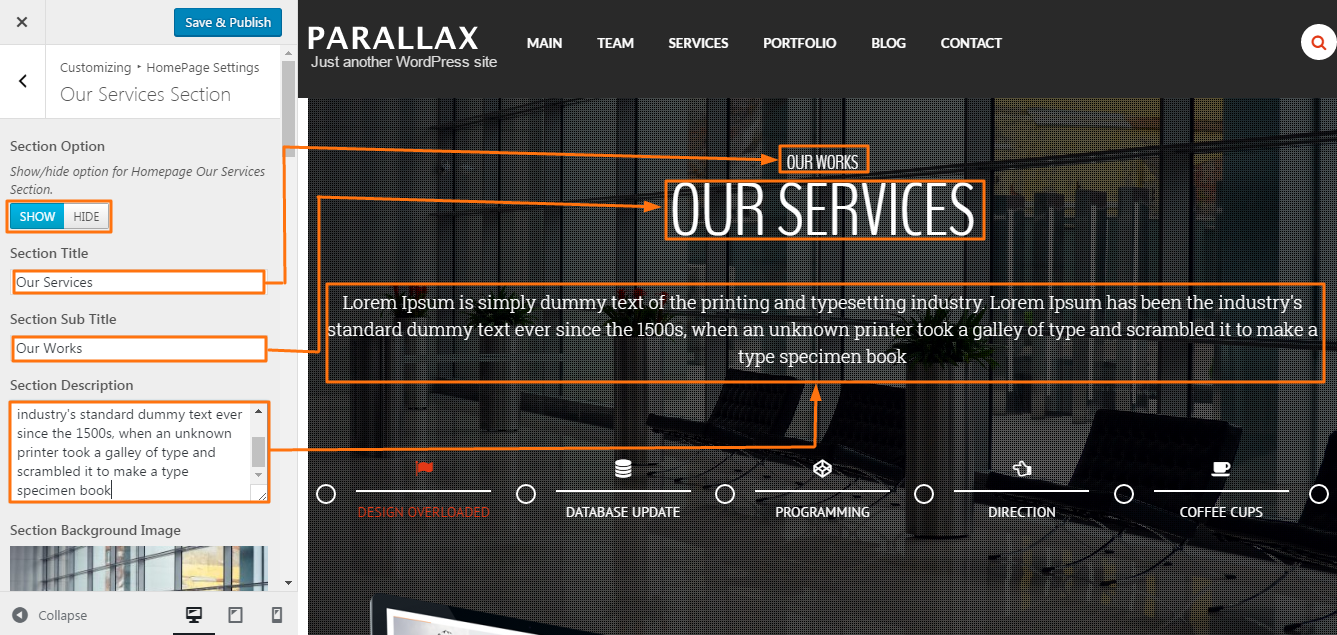 Save & Publish
Customizing ‣ HomePage Settings
Our Services Section
Section Option
Show/hide option for Homepage Our Services
Section.
SHOW HIDE
Section Title
Our Services
Section Sub Title
Our Works
Section Description
industry's standard dummy text ever
since the 1500s, when an unknown
printer took a galley of type and
scrambled it to make a type
specimen book
Section Background Image
Collapse
PARALLAX
Just another WordPress site
MAIN TEAM SERVICES PORTFOLIO BLOG CONTACT
OUR WORKS
OUR SERVICES
Lorem Ipsum is simply dummy text of the printing and typesetting industry. Lorem Ipsum has been the industry's
standard dummy text ever since the 1500s, when an unknown printer took a galley of type and scrambled it to make a
type specimen book
DESIGN OVERLOADED DATABASE UPDATE PROGRAMMING DIRECTION COFFEE CUPS